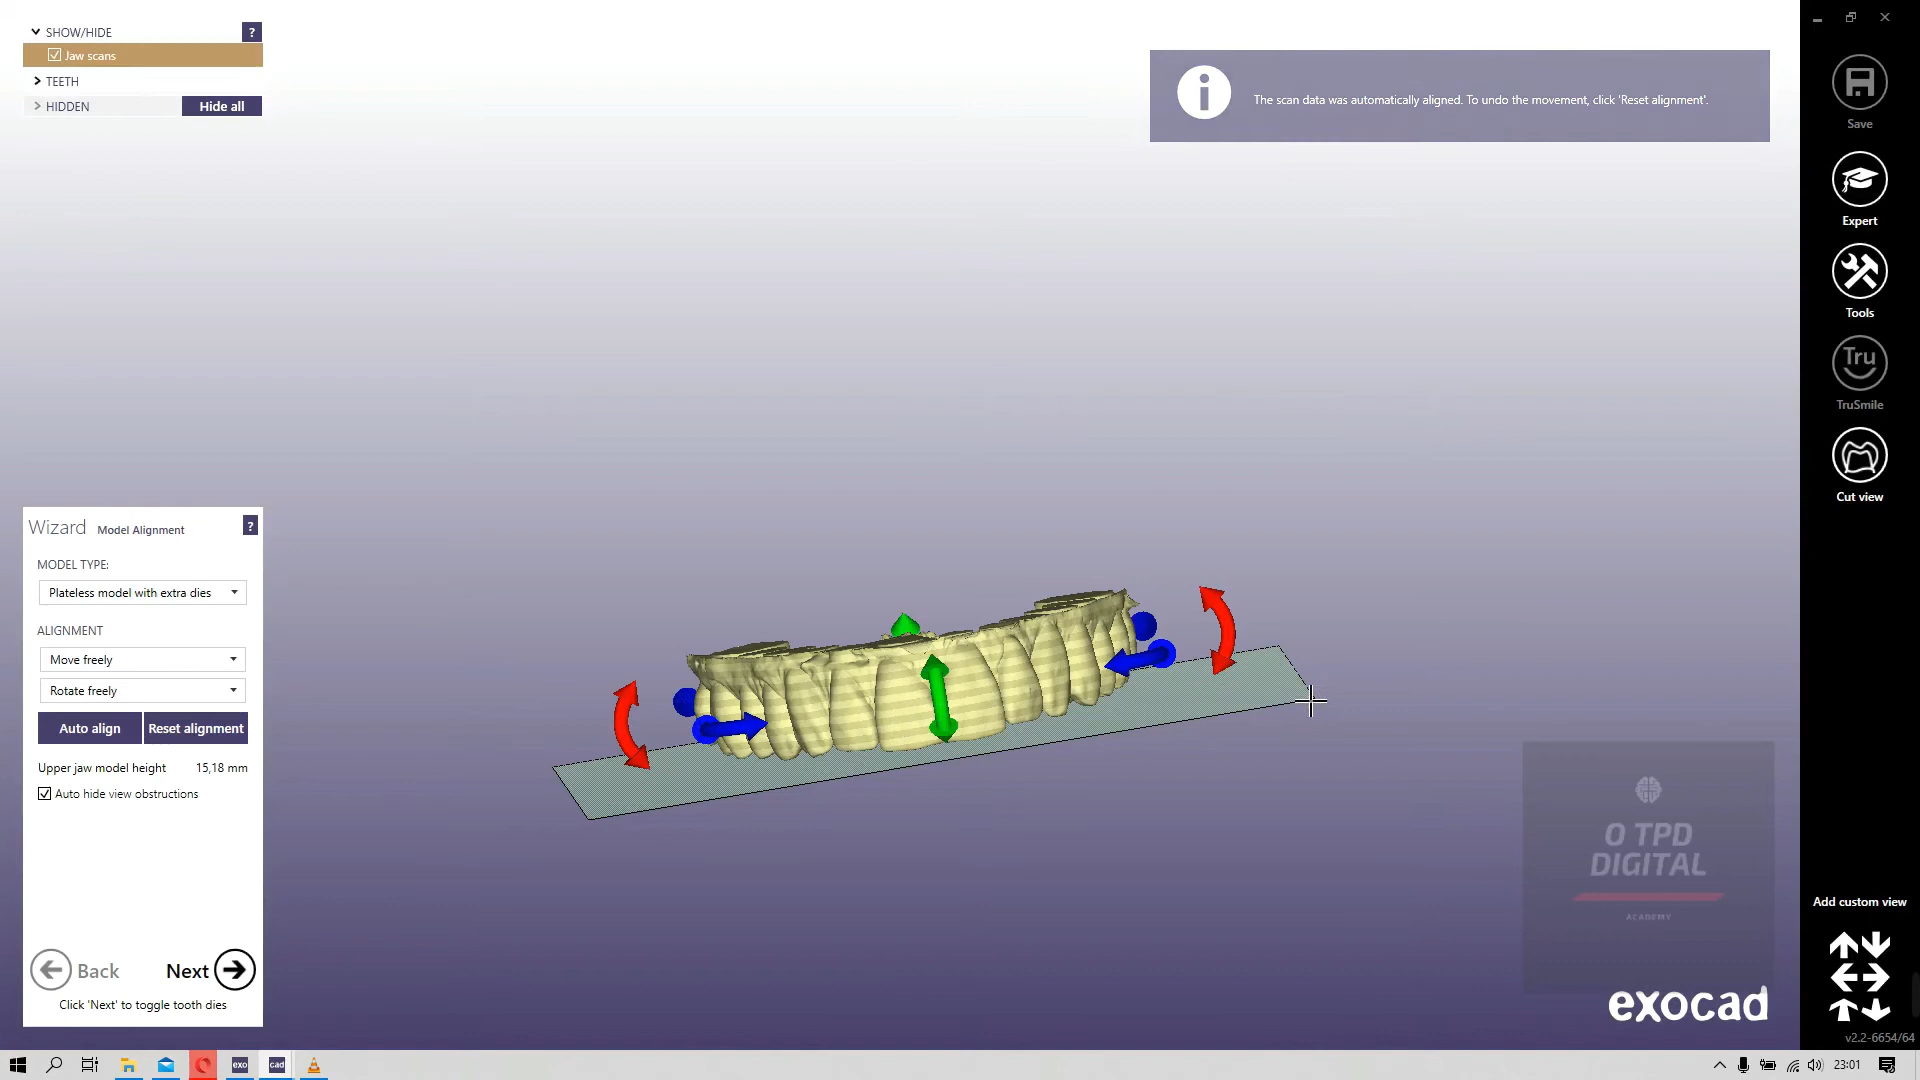 SHOW/HIDE
?
Jaw scans
TEETH
HIDDEN
Hide all
The scan data was automatically aligned. To undo the movement, click 'Reset alignment'.
Save
Expert
Tools
Tru
TruSmile
Cut view
Wizard Model Alignment
?
MODEL TYPE:
Plateless model with extra dies
ALIGNMENT
Move freely
Rotate freely
Auto align
Reset alignment
Upper jaw model height 15,18 mm
Auto hide view obstructions
Back
Next
Click 'Next' to toggle tooth dies
O TPD
DIGITAL
ACADEMY
exocad
Add custom view
v2.2-6654/64
exo
cad
23:01